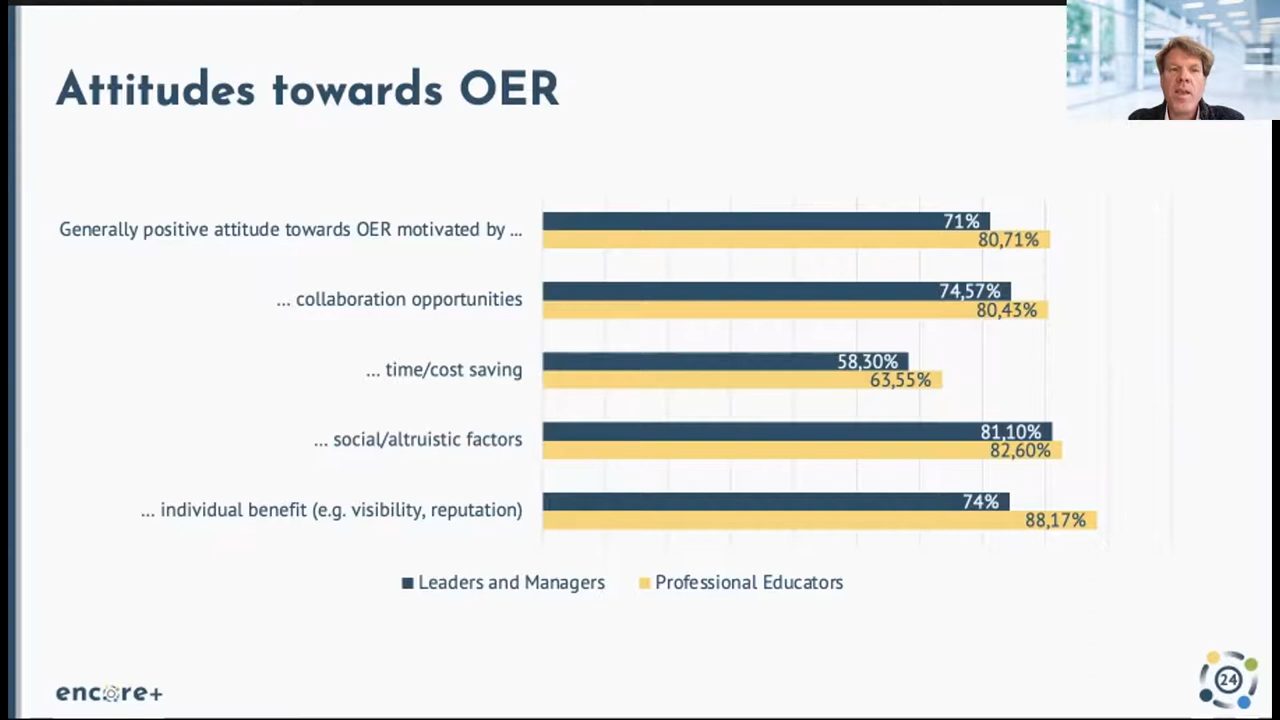 Attitudes towards OER
Generally positive attitude towards OER motivated by ...
71%
80,71%
... collaboration opportunities
74,57%
80,43%
... time/cost saving
58,30%
63,55%
... social/altruistic factors
81,10%
82,60%
... individual benefit (e.g. visibility, reputation)
74%
88,17%
Leaders and Managers
Professional Educators
encore+
24